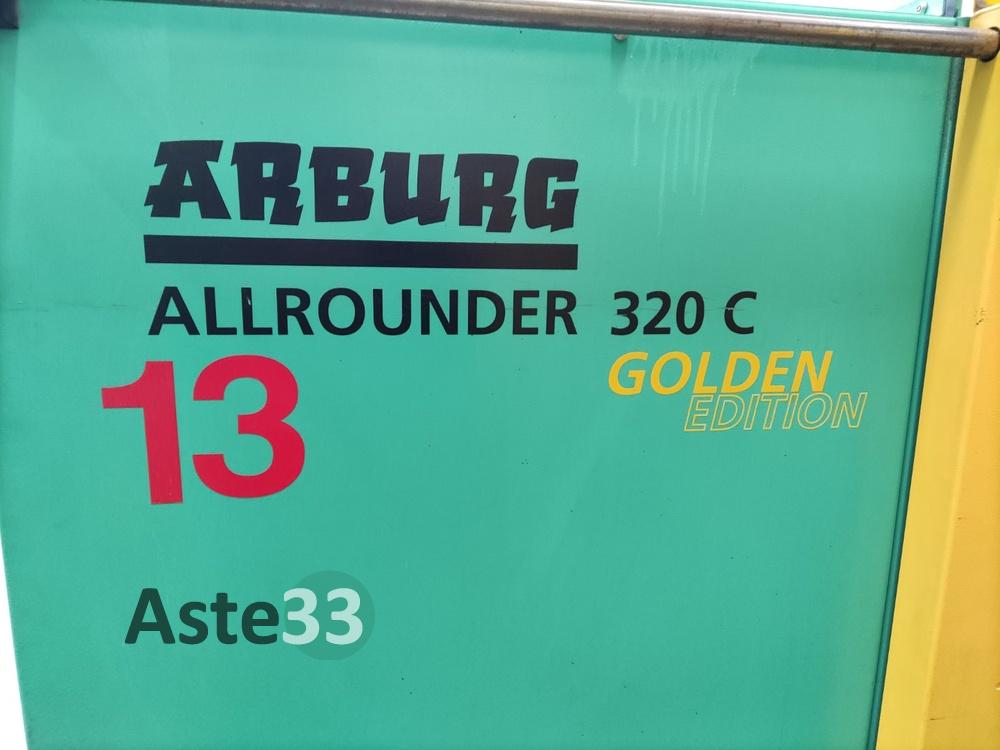 ARBURG
ALLROUNDER 320 C
13
GOLDEN
EDITION
Aste33